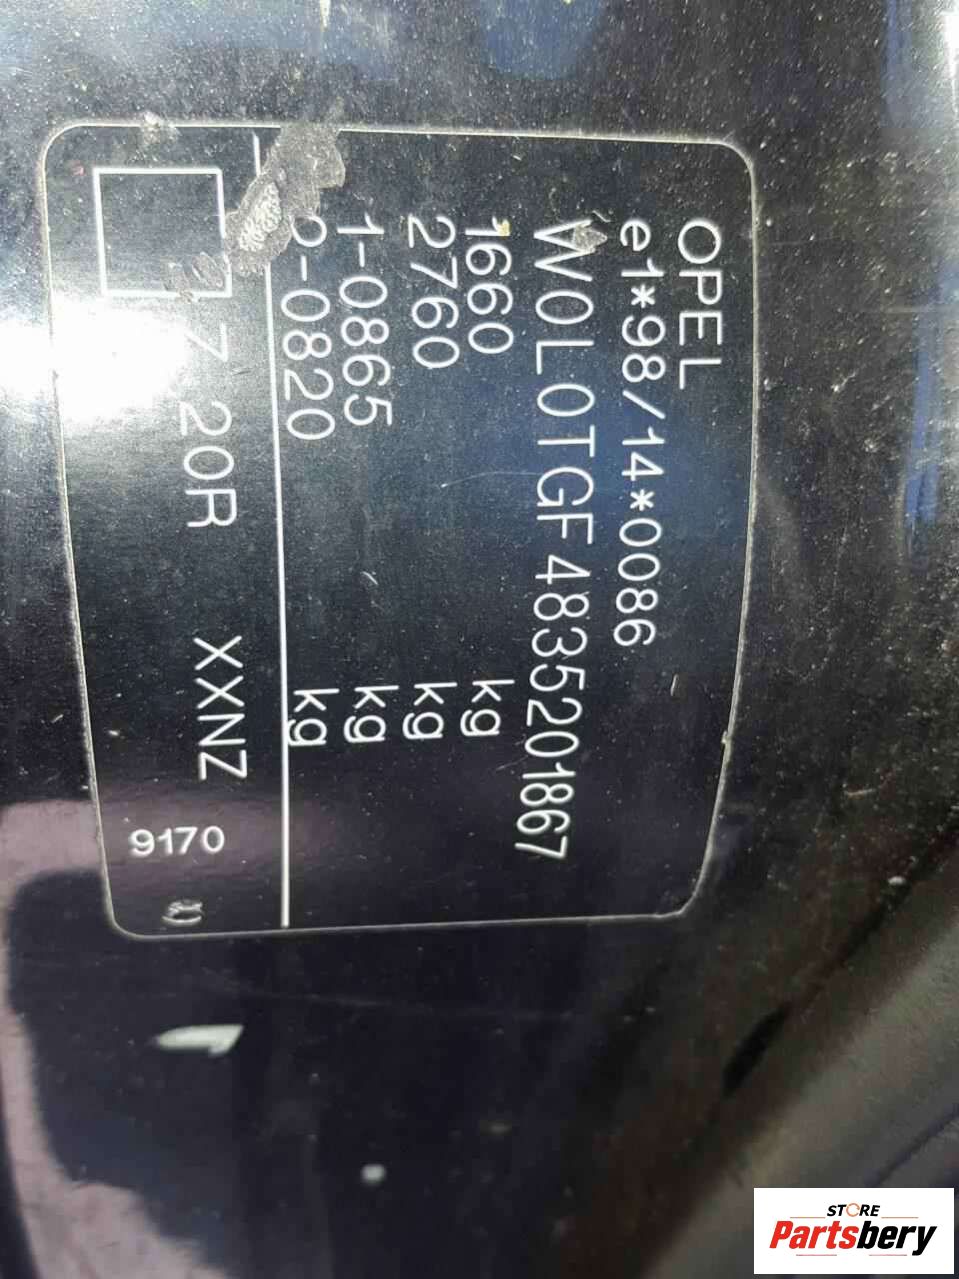 OPEL
e1*98/14*0086
W0L0TGF4835201867
1660 kg
2760 kg
1-0865 kg
2-0820 kg
Z 20R XXNZ
9170
STORE
Partsbery